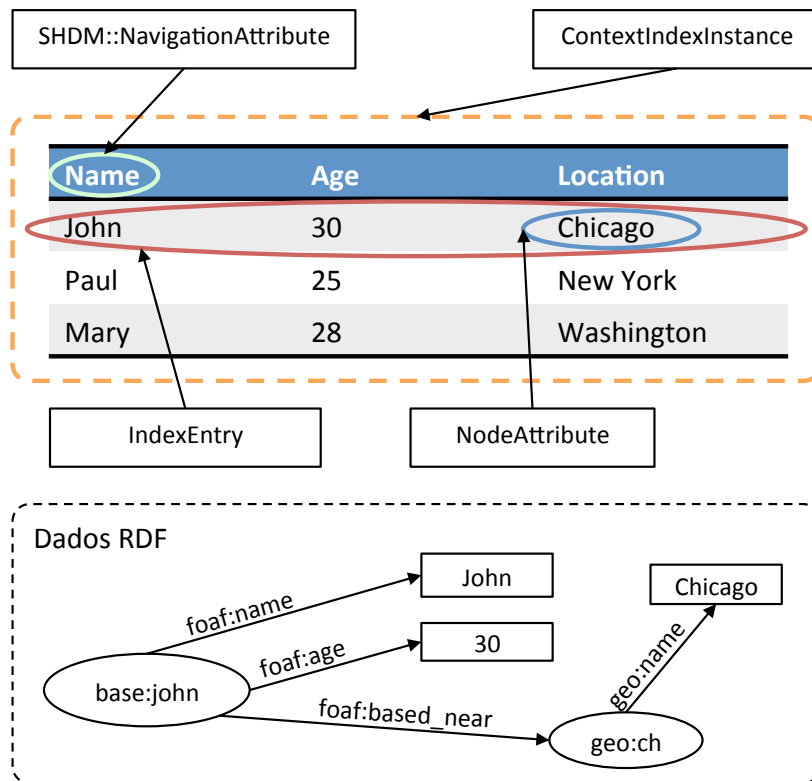 SHDM::NavigationAttribute
ContextIndexInstance
Name Age Location
John 30 Chicago
Paul 25 New York
Mary 28 Washington
IndexEntry
NodeAttribute
Dados RDF
John
Chicago
foaf:name
30
foaf:age
geo:name
base:john
foaf:based_near
geo:ch